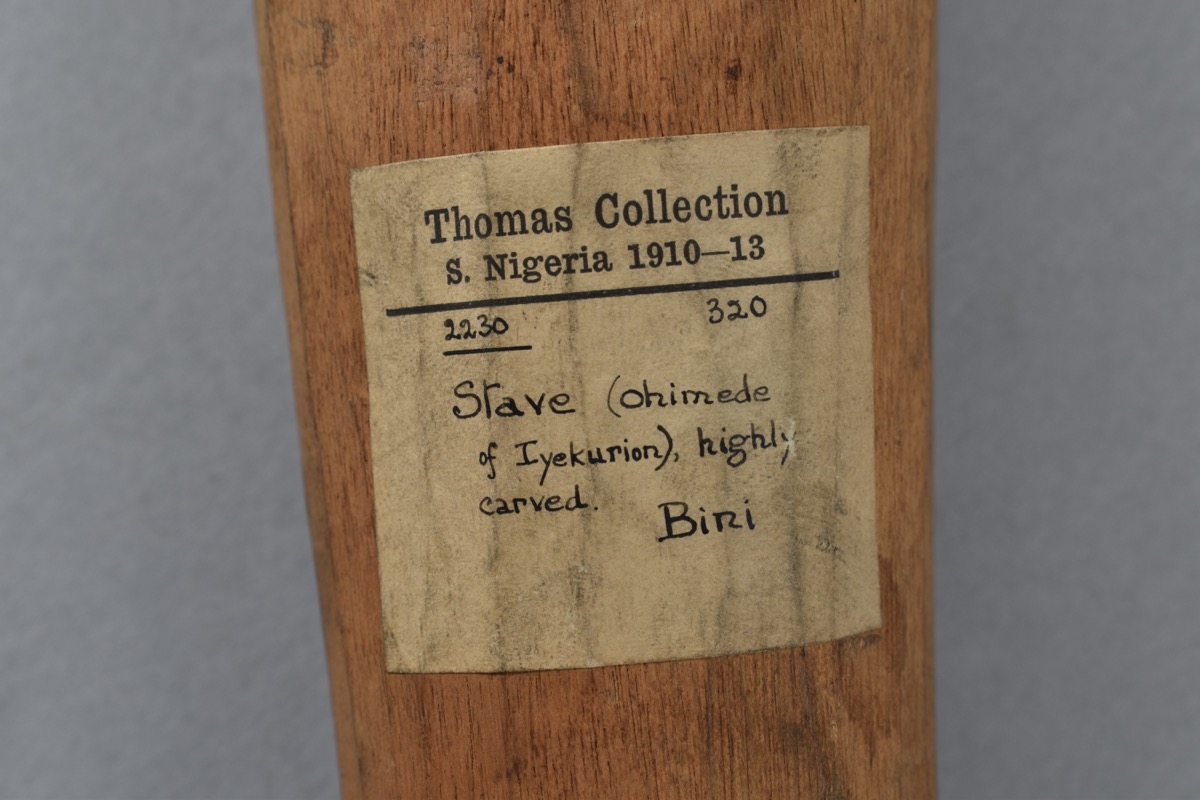 Thomas Collection
S. Nigeria 1910—13
2230 320
Stave (Ohimede
of Iyekurion), highly
carved.
Bini